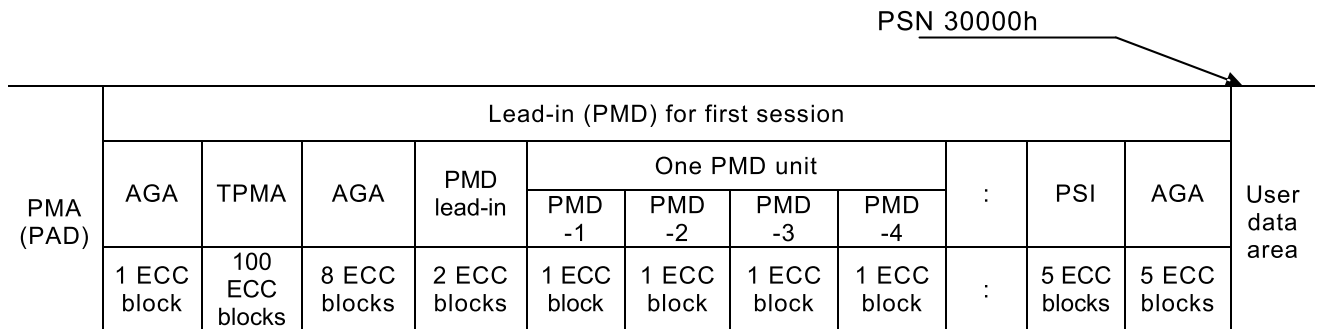 PSN 30000h
Lead-in (PMD) for first session
PMA
(PAD)
AGA
TPMA
AGA
PMD
lead-in
One PMD unit
PMD
-1
PMD
-2
PMD
-3
PMD
-4
:
PSI
AGA
User
data
area
1 ECC
block
100
ECC
blocks
8 ECC
blocks
2 ECC
blocks
1 ECC
block
1 ECC
block
1 ECC
block
1 ECC
block
:
5 ECC
blocks
5 ECC
blocks